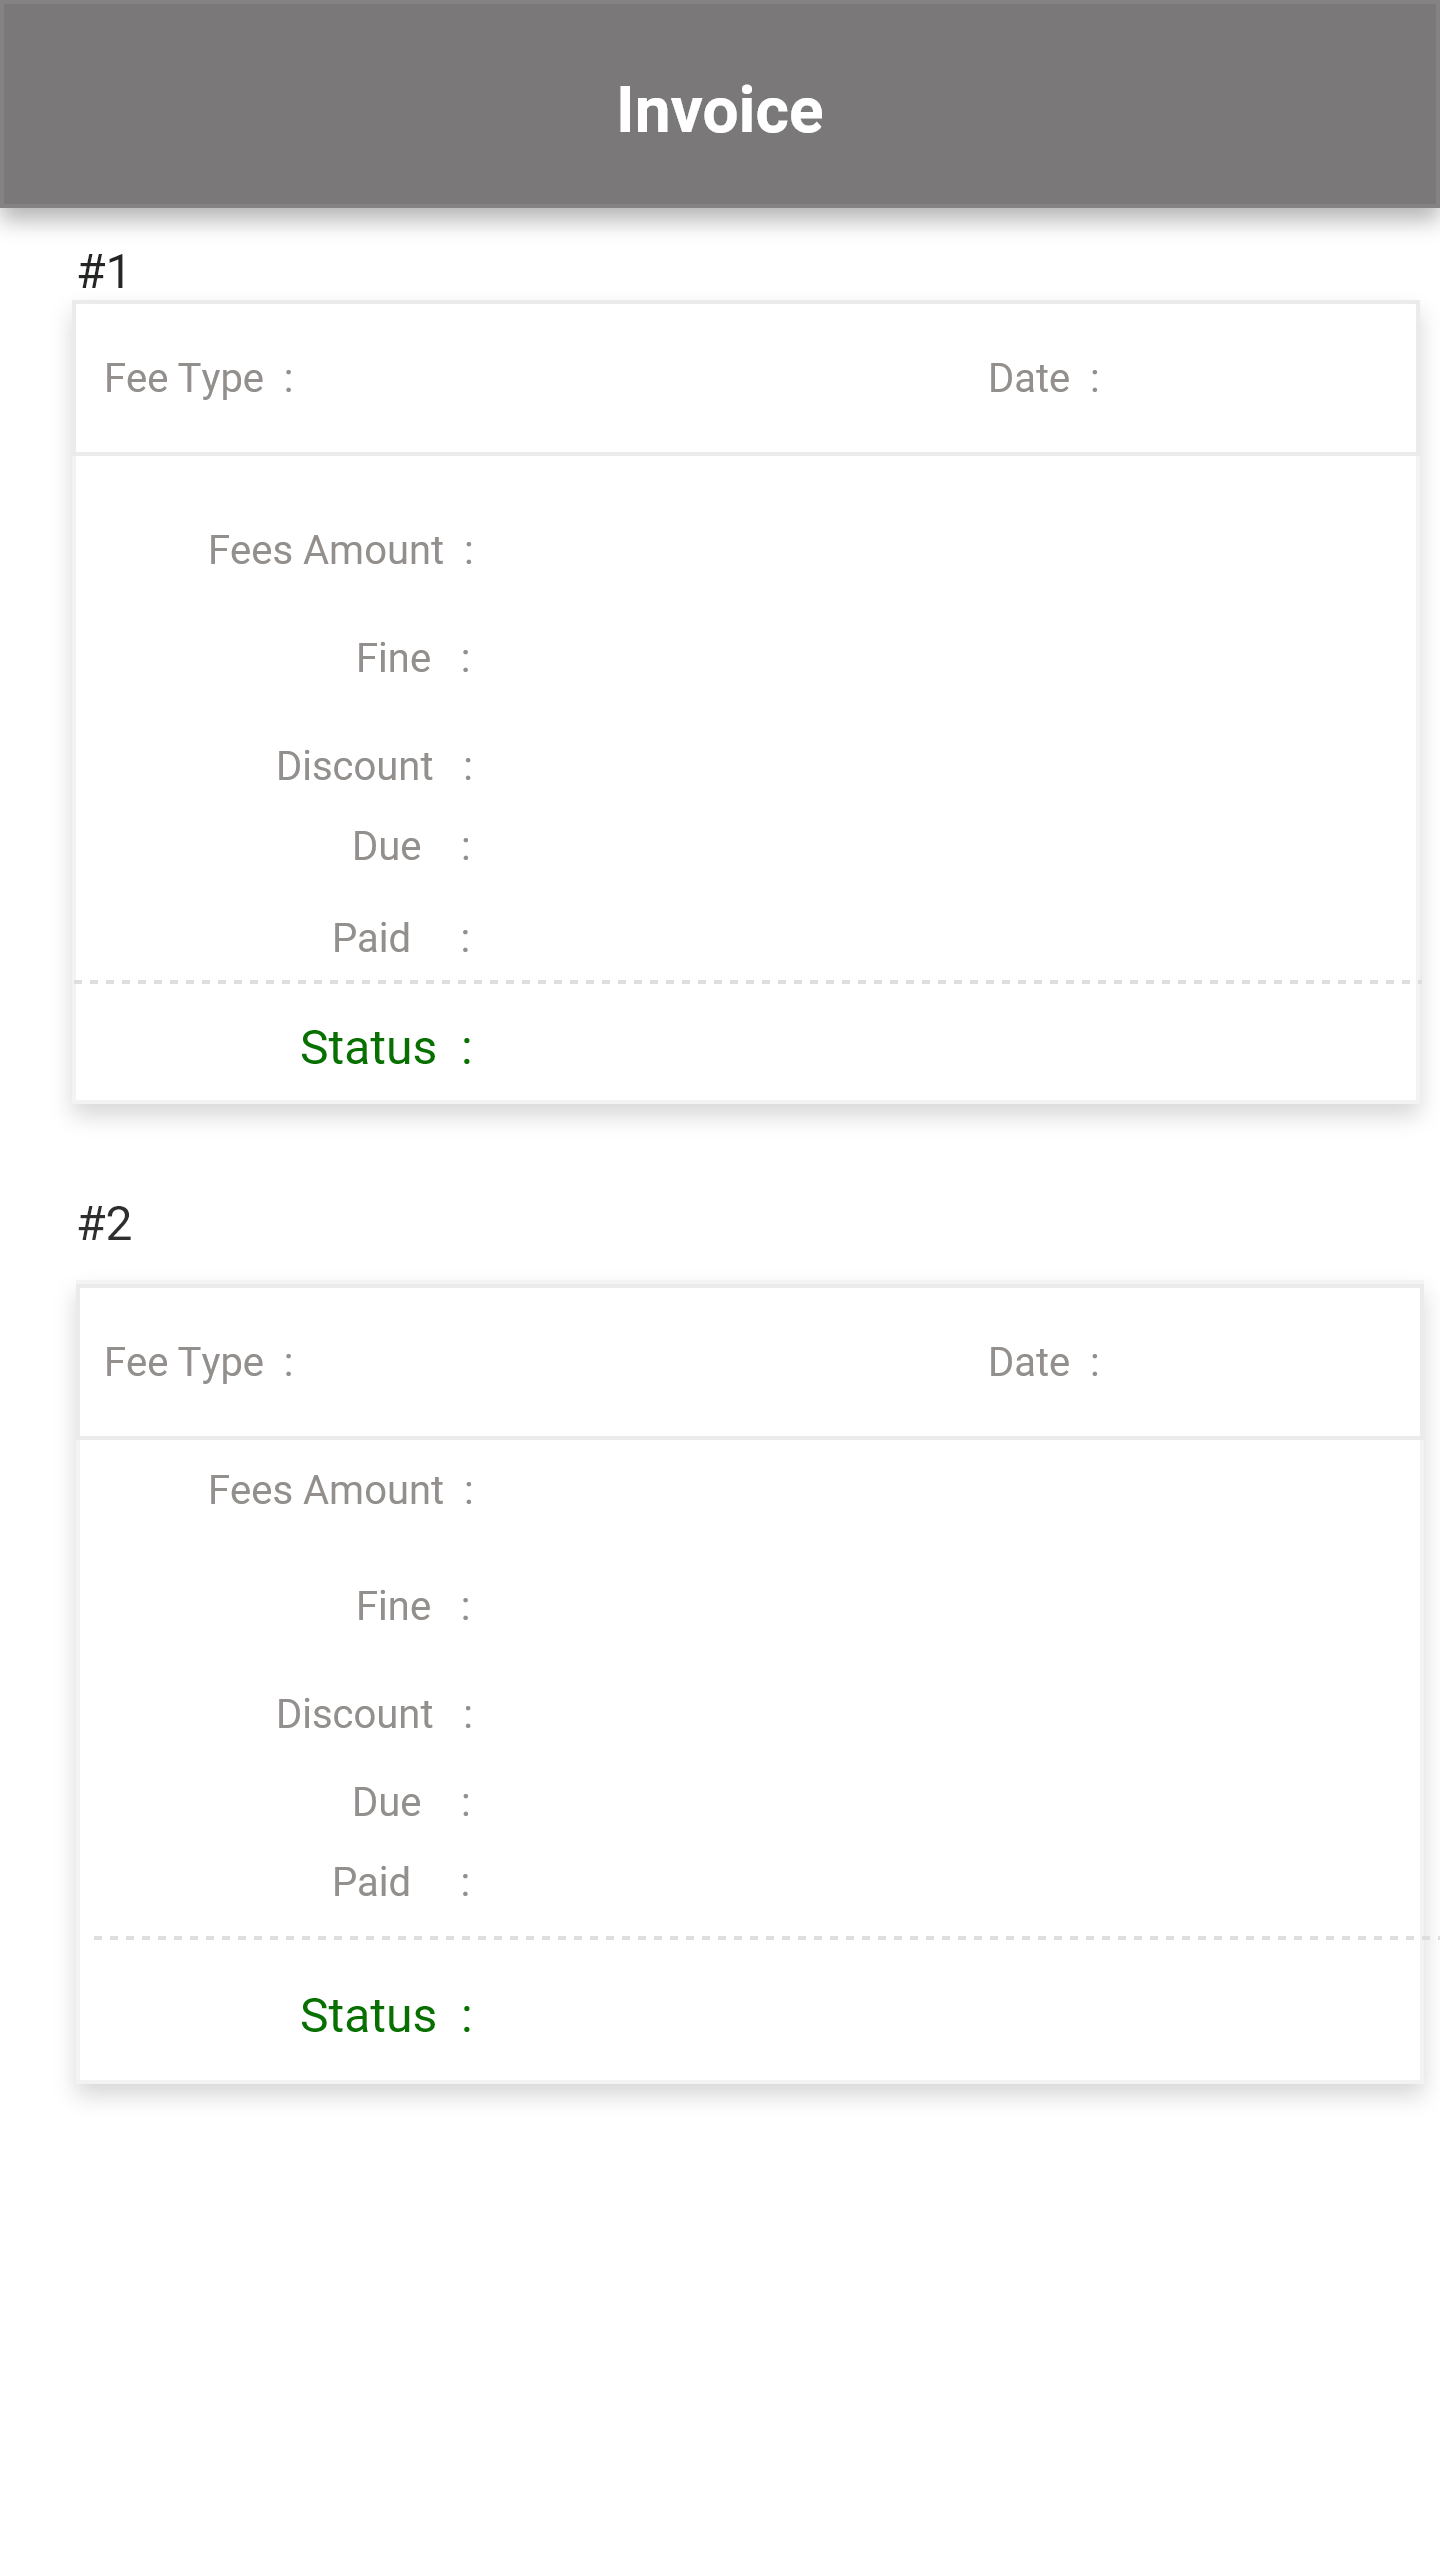 Invoice
#1
Fee Type : Date :
Fees Amount :
Fine :
Discount :
Due :
Paid :
Status :
#2
Fee Type : Date :
Fees Amount :
Fine :
Discount :
Due :
Paid :
Status :